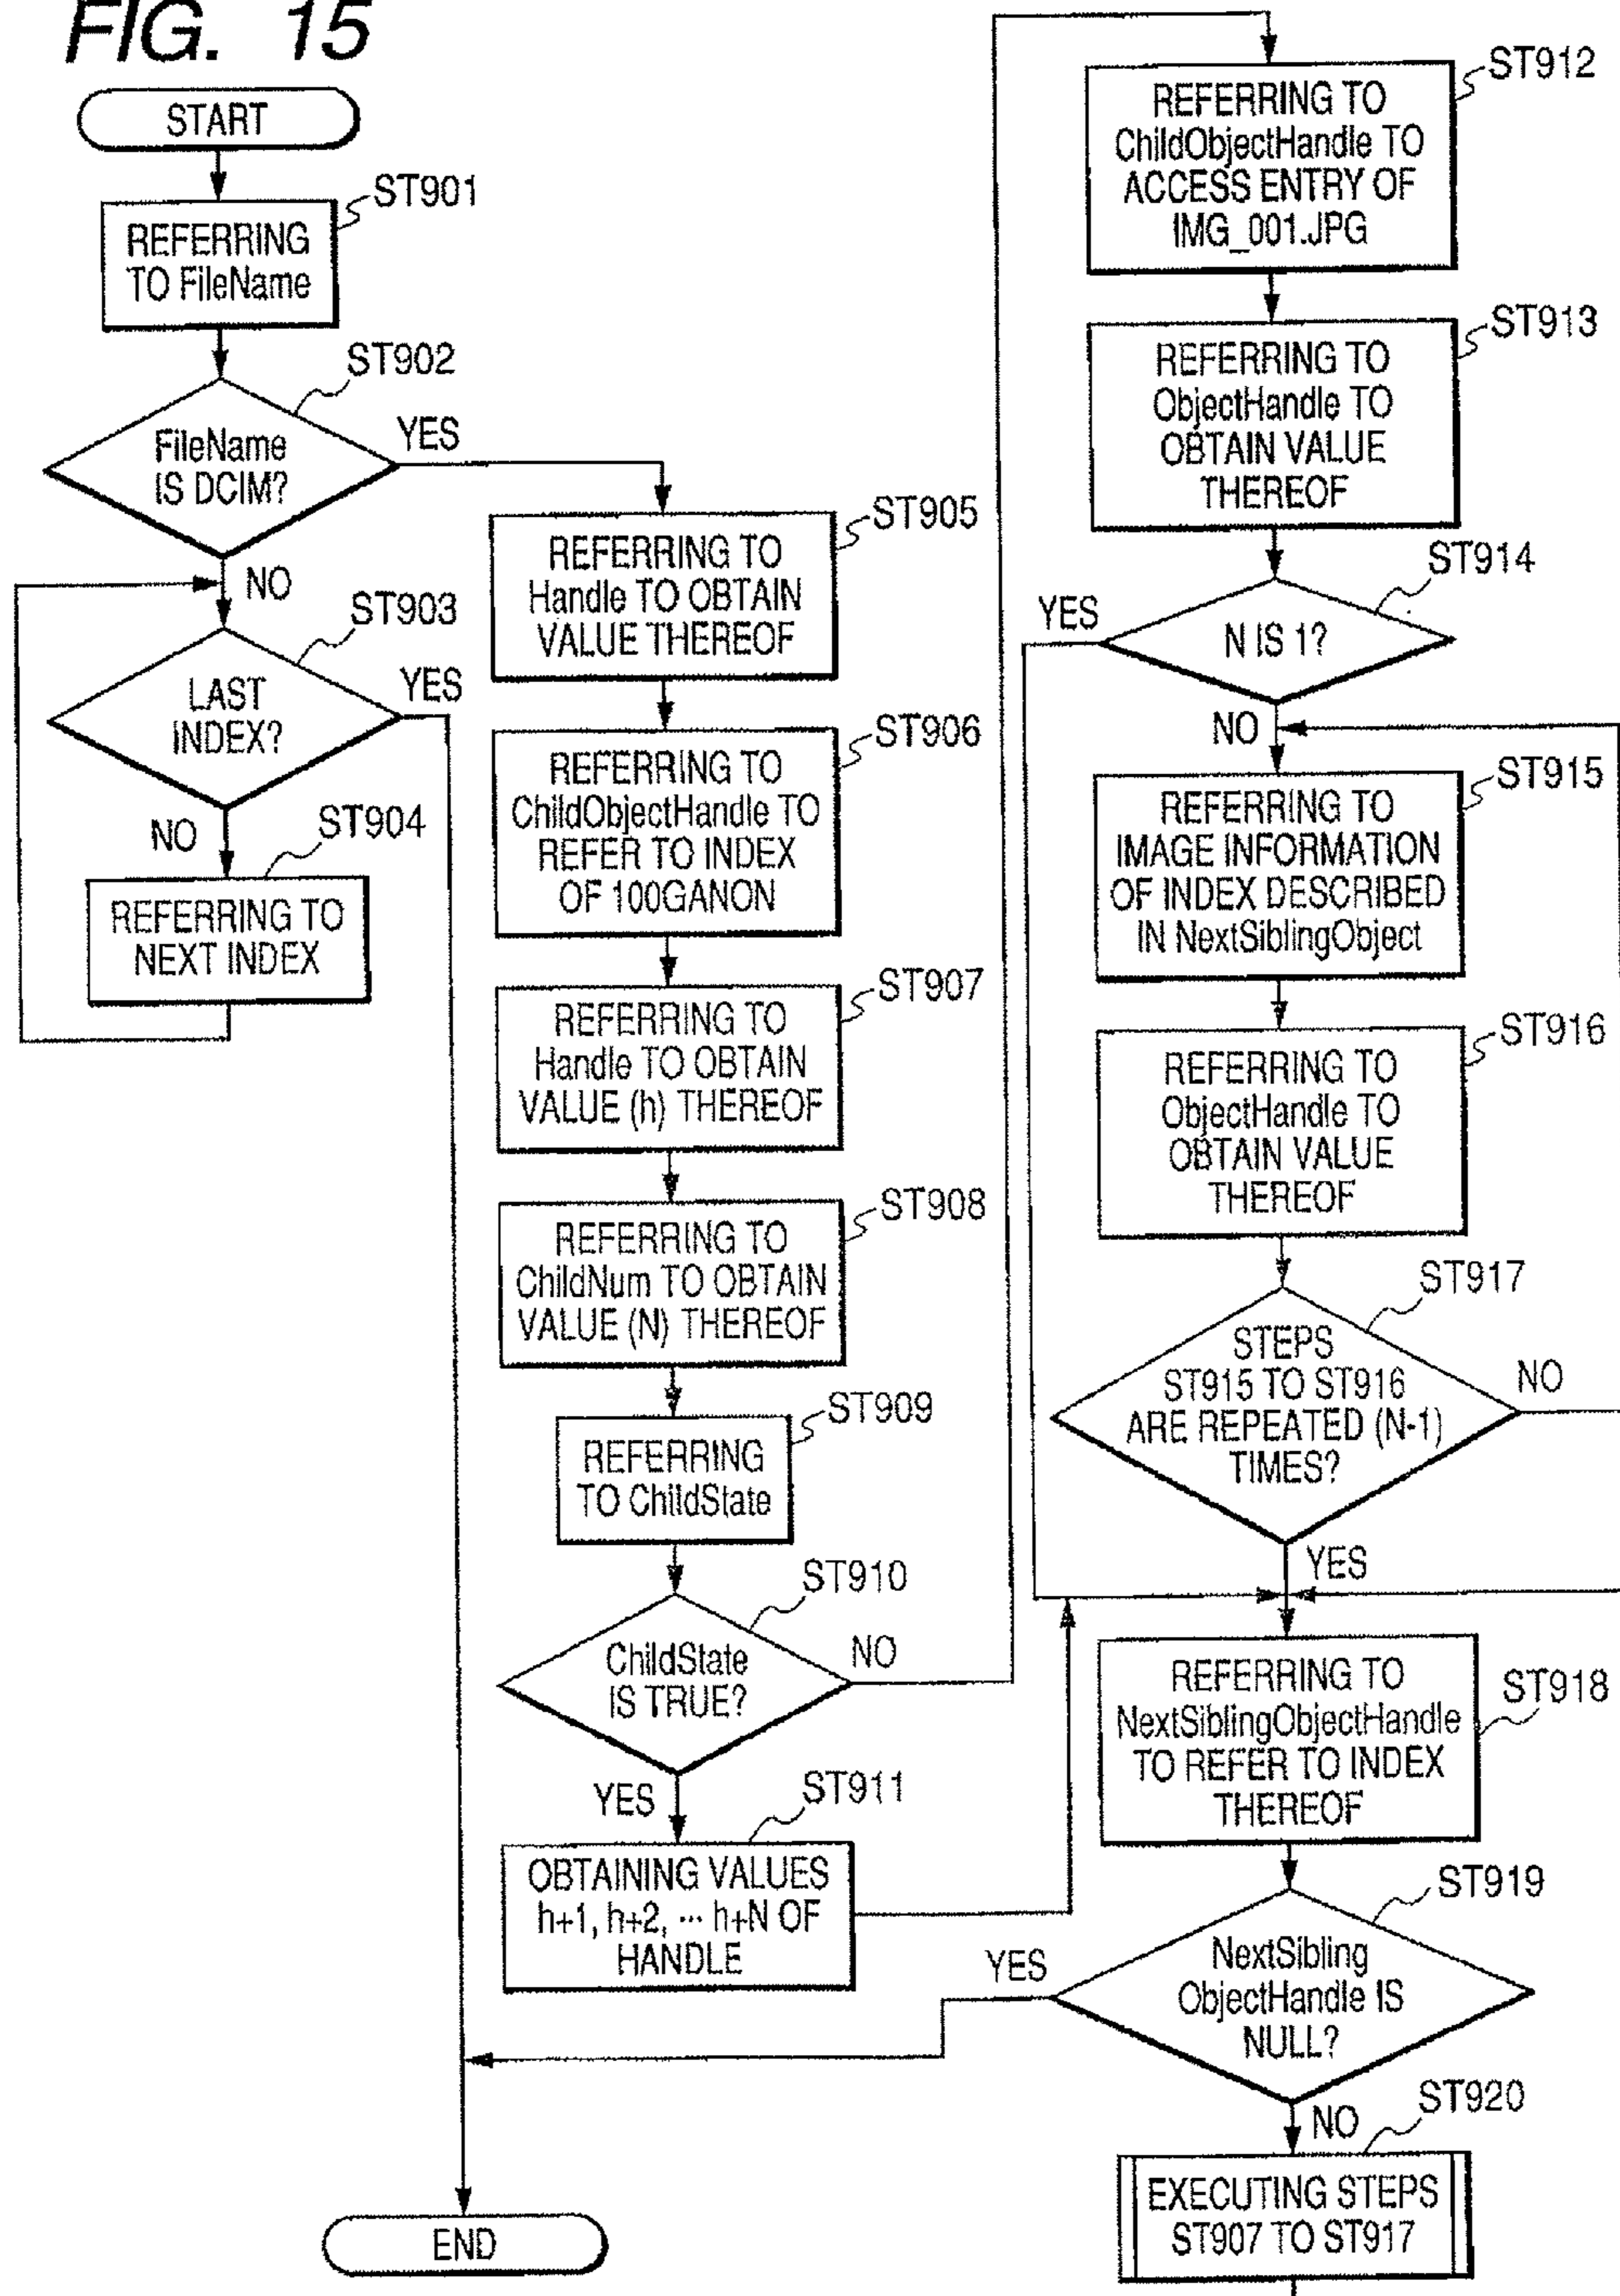 FIG. 15
START
ST901
REFERRING
TO FileName
ST902
FileName
IS DCIM?
YES
NO
ST903
LAST
INDEX?
YES
NO
ST904
REFERRING TO
NEXT INDEX
ST905
REFERRING TO
Handle TO OBTAIN
VALUE THEREOF
ST906
REFERRING TO
ChildObjectHandle TO
REFER TO INDEX
OF 100GANON
ST907
REFERRING TO
Handle TO OBTAIN
VALUE (h) THEREOF
ST908
REFERRING TO
ChildNum TO OBTAIN
VALUE (N) THEREOF
ST909
REFERRING
TO ChildState
ST910
ChildState
IS TRUE?
NO
YES
ST911
OBTAINING VALUES
h+1, h+2, ··· h+N OF
HANDLE
END
ST912
REFERRING TO
ChildObjectHandle TO
ACCESS ENTRY OF
IMG_001.JPG
ST913
REFERRING TO
ObjectHandle TO
OBTAIN VALUE
THEREOF
ST914
YES
N IS 1?
NO
ST915
REFERRING TO
IMAGE INFORMATION
OF INDEX DESCRIBED
IN NextSiblingObject
ST916
REFERRING TO
ObjectHandle TO
OBTAIN VALUE
THEREOF
ST917
STEPS
ST915 TO ST916
ARE REPEATED (N-1)
TIMES?
NO
YES
ST918
REFERRING TO
NextSiblingObjectHandle
TO REFER TO INDEX
THEREOF
ST919
YES
NextSibling
ObjectHandle IS
NULL?
NO
ST920
EXECUTING STEPS
ST907 TO ST917